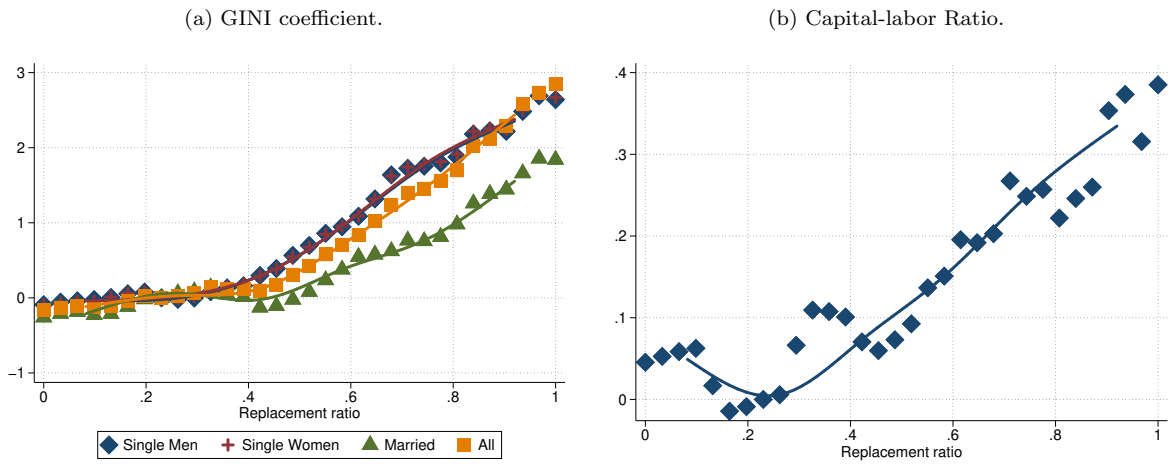 (a) GINI coefficient.
3
2
1
0
−1
0 .2 .4 .6 .8 1
Replacement ratio
Single Men Single Women Married All
(b) Capital-labor Ratio.
.4
.3
.2
.1
0
0 .2 .4 .6 .8 1
Replacement ratio